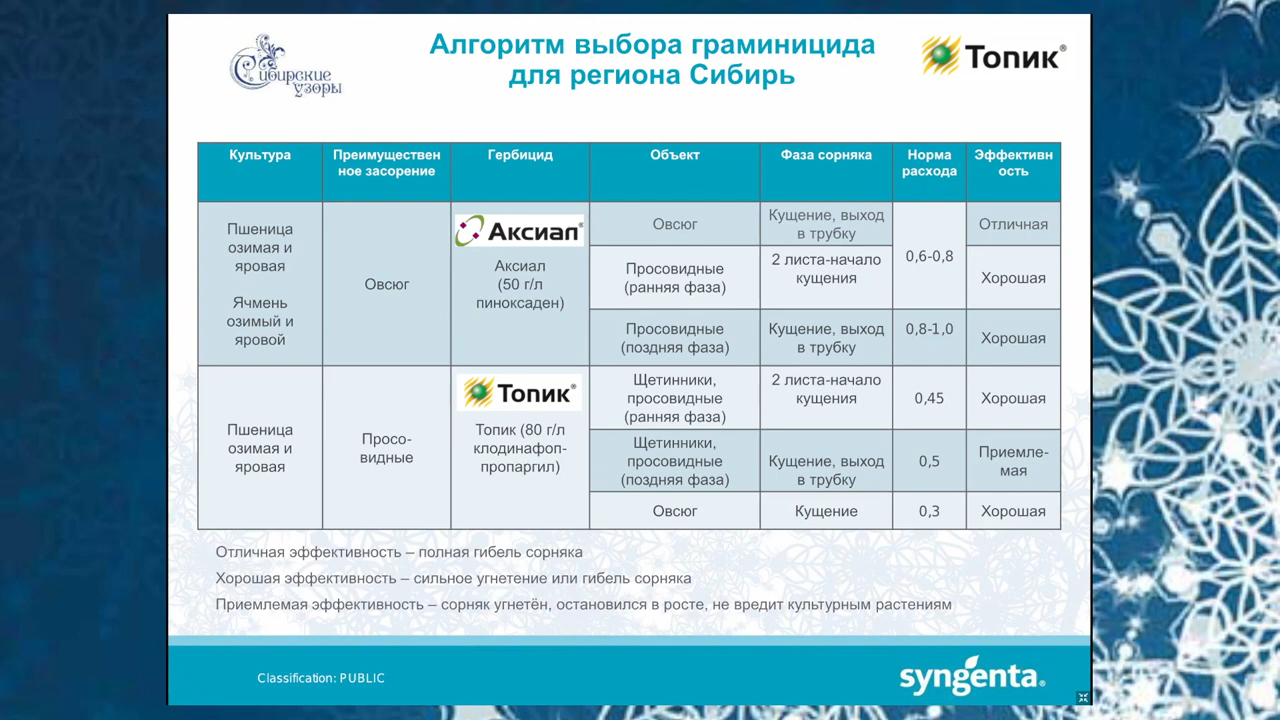 Сибирские
узоры
Алгоритм выбора граминицида
для региона Сибирь
Топик®
Культура
Преимуществен
ное засорение
Гербицид
Объект
Фаза сорняка
Норма
расхода
Эффективн
ость
Пшеница
озимая и
яровая
Ячмень
озимый и
яровой
Овсюг
Аксиал®
Аксиал
(50 г/л
пиноксаден)
Овсюг
Кущение, выход
в трубку
0,6-0,8
Отличная
Просовидные
(ранняя фаза)
2 листа-начало
кущения
Хорошая
Просовидные
(поздняя фаза)
Кущение, выход
в трубку
0,8-1,0
Хорошая
Пшеница
озимая и
яровая
Просо-
видные
Топик®
Топик (80 г/л
клодинафоп-
пропаргил)
Щетинники,
просовидные
(ранняя фаза)
2 листа-начало
кущения
0,45
Хорошая
Щетинники,
просовидные
(поздняя фаза)
Кущение, выход
в трубку
0,5
Приемле-
мая
Овсюг
Кущение
0,3
Хорошая
Отличная эффективность – полная гибель сорняка
Хорошая эффективность – сильное угнетение или гибель сорняка
Приемлемая эффективность – сорняк угнетён, остановился в росте, не вредит культурным растениям
Classification: PUBLIC
syngenta®